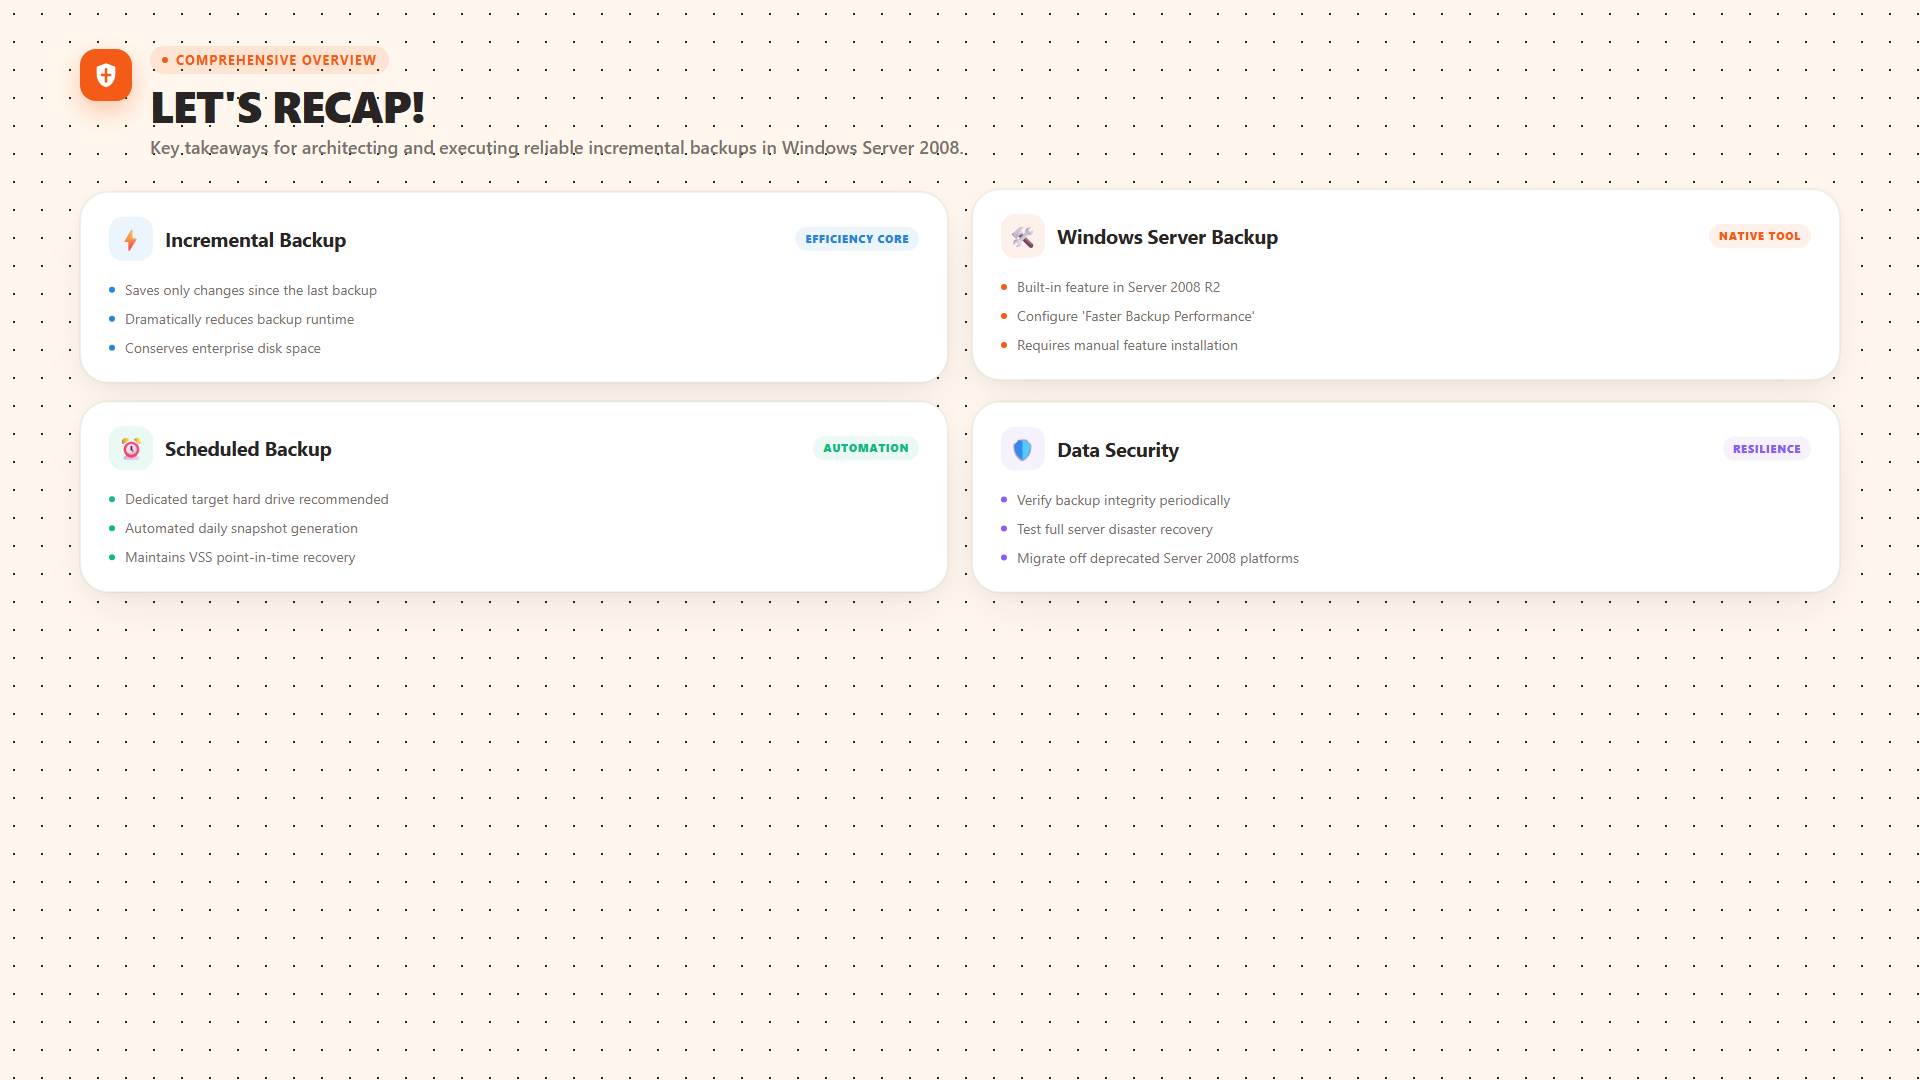 COMPREHENSIVE OVERVIEW
LET'S RECAP!
Key takeaways for architecting and executing reliable incremental backups in Windows Server 2008.
Incremental Backup
EFFICIENCY CORE
Saves only changes since the last backup
Dramatically reduces backup runtime
Conserves enterprise disk space
Windows Server Backup
NATIVE TOOL
Built-in feature in Server 2008 R2
Configure 'Faster Backup Performance'
Requires manual feature installation
Scheduled Backup
AUTOMATION
Dedicated target hard drive recommended
Automated daily snapshot generation
Maintains VSS point-in-time recovery
Data Security
RESILIENCE
Verify backup integrity periodically
Test full server disaster recovery
Migrate off deprecated Server 2008 platforms